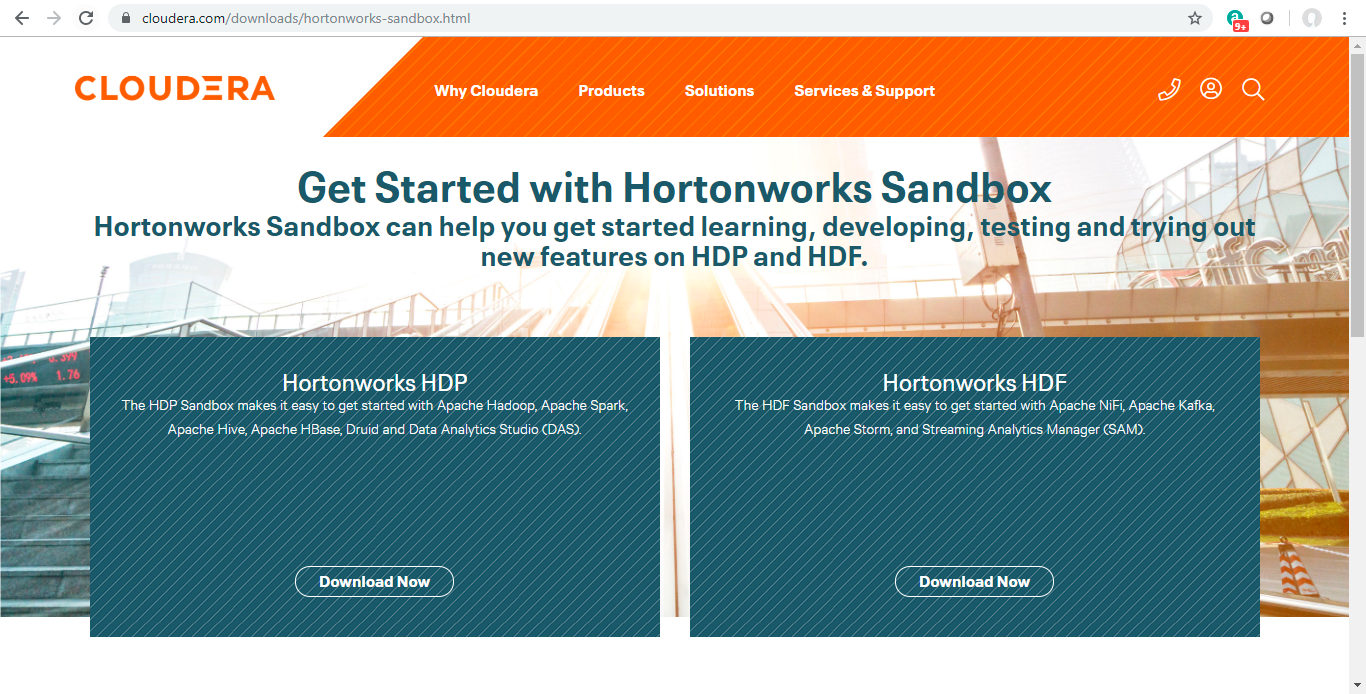 cloudera.com/downloads/hortonworks-sandbox.html
9+
CLOUDERA
Why Cloudera Products Solutions Services & Support
Get Started with Hortonworks Sandbox
Hortonworks Sandbox can help you get started learning, developing, testing and trying out
new features on HDP and HDF.
+5.09% 1.76
Hortonworks HDP
The HDP Sandbox makes it easy to get started with Apache Hadoop, Apache Spark,
Apache Hive, Apache HBase, Druid and Data Analytics Studio (DAS).
Download Now
Hortonworks HDF
The HDF Sandbox makes it easy to get started with Apache NiFi, Apache Kafka,
Apache Storm, and Streaming Analytics Manager (SAM).
Download Now